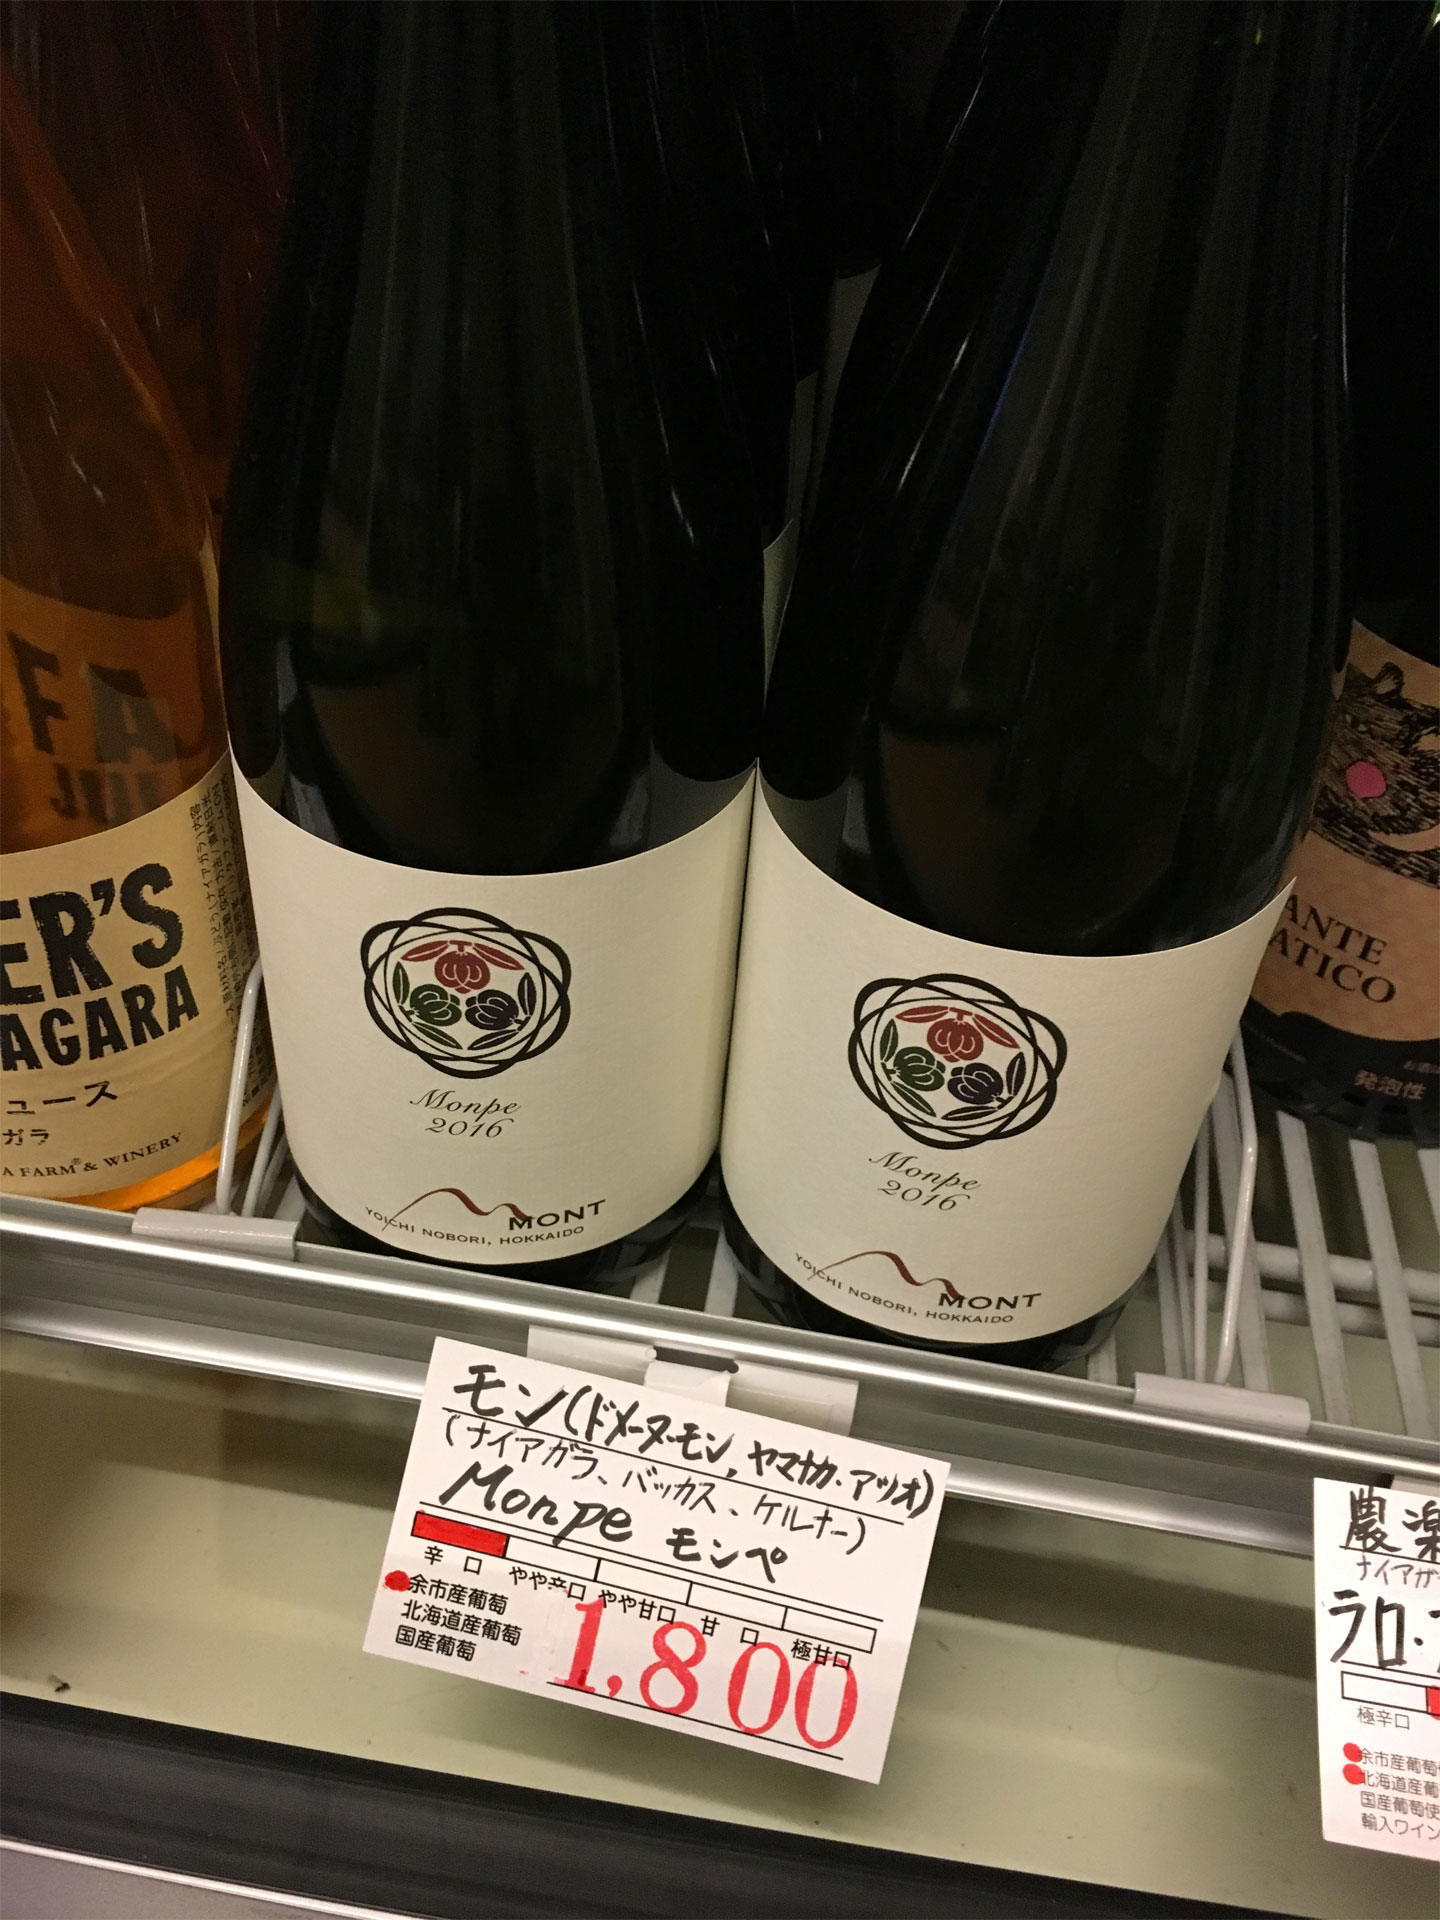 ER'S
AGARA
ュース
ガラ
A FARM & WINERY
Monpe
2016
MONT
YOICHI NOBORI, HOKKAIDO
Monpe
2016
MONT
YOICHI NOBORI, HOKKAIDO
ANTE
ATICO
発泡性
モン(ドメーヌ・モン、ヤマナカ・アツオ)
(ナイアガラ、バッカス、ケルナー)
Monpe モンペ
辛口 やや辛口 やや甘口 甘口 極甘口
余市産葡萄
北海道産葡萄
国産葡萄
1,800
農楽
ナイアガ
ラロ・
極辛口
余市産葡萄
北海道産葡萄
国産葡萄使
輸入ワイン